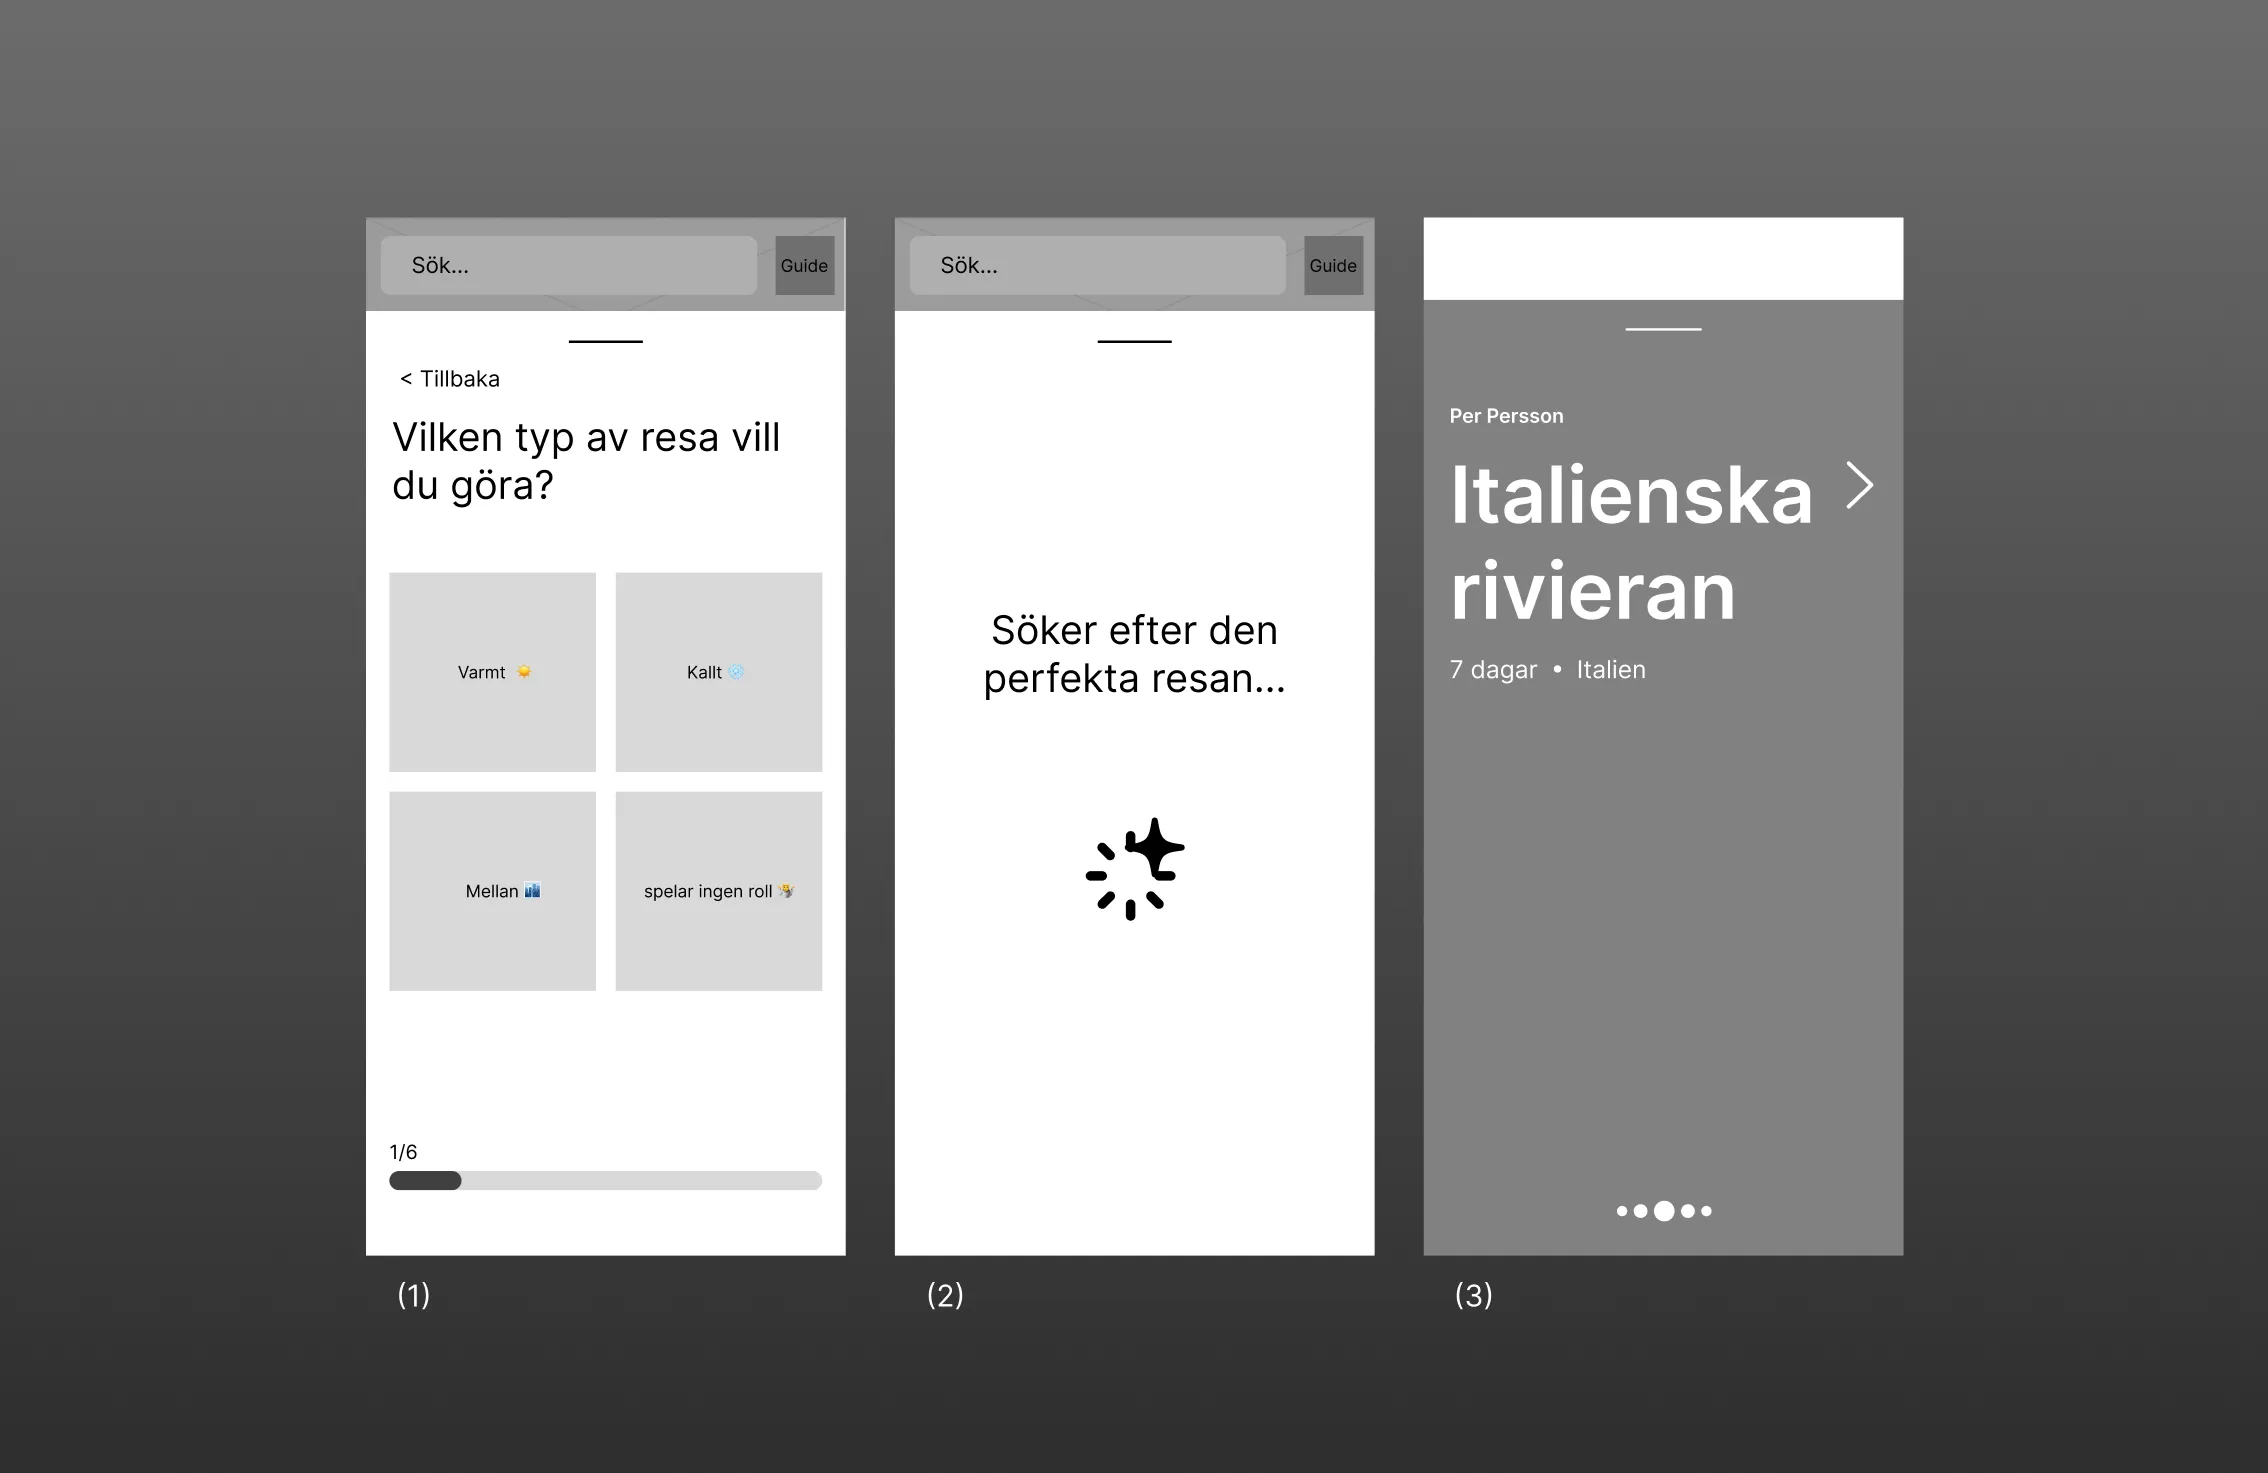 Sök...
Guide
< Tillbaka
Vilken typ av resa vill
du göra?
Varmt ☀️
Kallt ❄️
Mellan 🏙️
spelar ingen roll 🤷
1/6
(1)
Sök...
Guide
Söker efter den
perfekta resan...
(2)
Per Persson
Italienska
rivieran
7 dagar • Italien
(3)